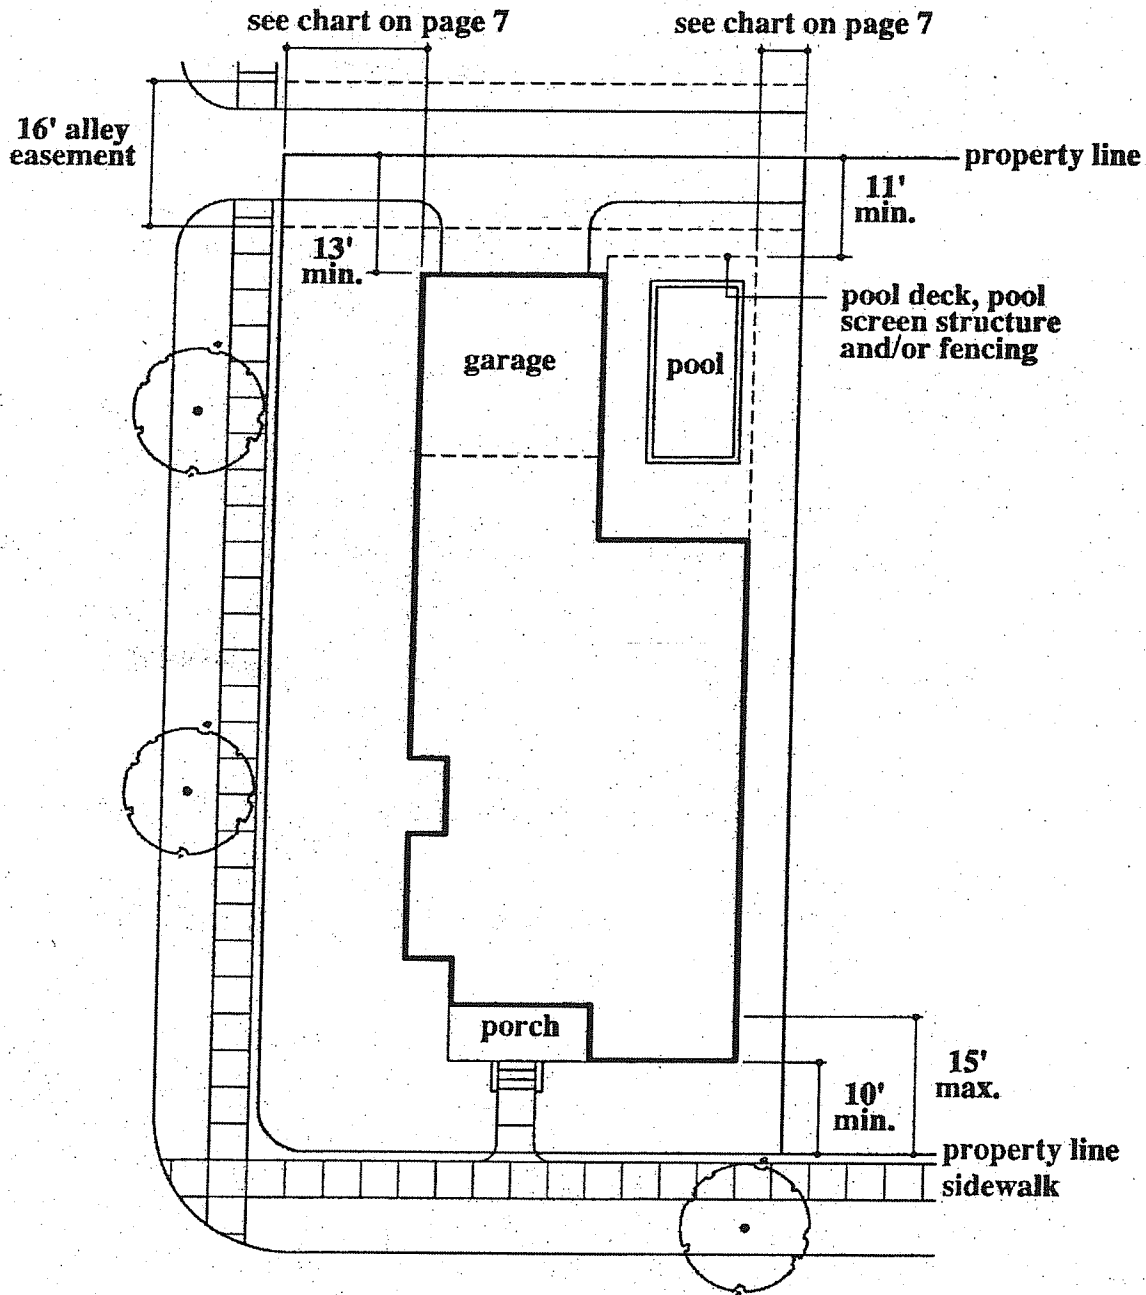 see chart on page 7
see chart on page 7
16' alley
easement
property line
11'
min.
13'
min.
pool deck, pool
screen structure
and/or fencing
garage
pool
porch
15'
max.
10'
min.
property line
sidewalk